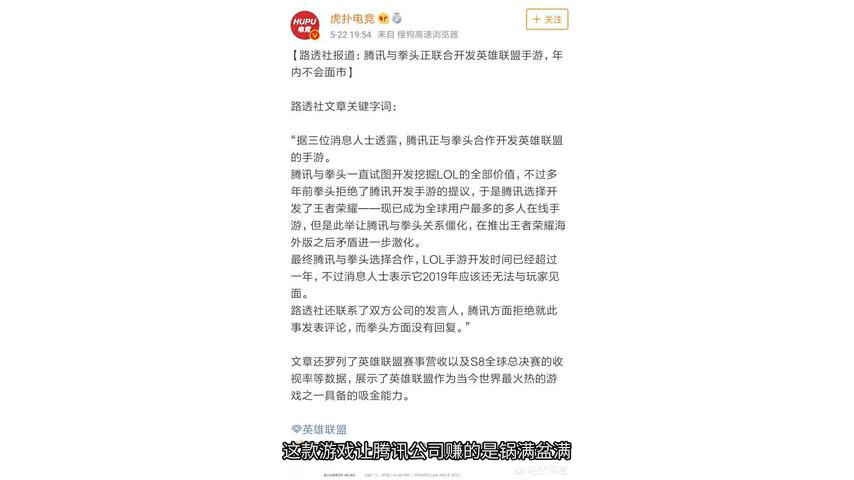 HUPU
电竞
虎扑电竞
5-22 19:54 来自 搜狗高速浏览器
+ 关注
【路透社报道：腾讯与拳头正联合开发英雄联盟手游，年
内不会面市】
路透社文章关键字词：
“据三位消息人士透露，腾讯正与拳头合作开发英雄联盟
的手游。
腾讯与拳头一直试图开发挖掘LOL的全部价值，不过多
年前拳头拒绝了腾讯开发手游的提议，于是腾讯选择开
发了王者荣耀——现已成为全球用户最多的多人在线手
游，但是此举让腾讯与拳头关系僵化，在推出王者荣耀海
外版之后矛盾进一步激化。
最终腾讯与拳头选择合作，LOL手游开发时间已经超过
一年，不过消息人士表示它2019年应该还无法与玩家见
面。
路透社还联系了双方公司的发言人，腾讯方面拒绝就此
事发表评论，而拳头方面没有回复。”
文章还罗列了英雄联盟赛事营收以及S8全球总决赛的收
视率等数据，展示了英雄联盟作为当今世界最火热的游
戏之一具备的吸金能力。
英雄联盟
这款游戏让腾讯公司赚的是锅满盆满
BUSINESS NEWS